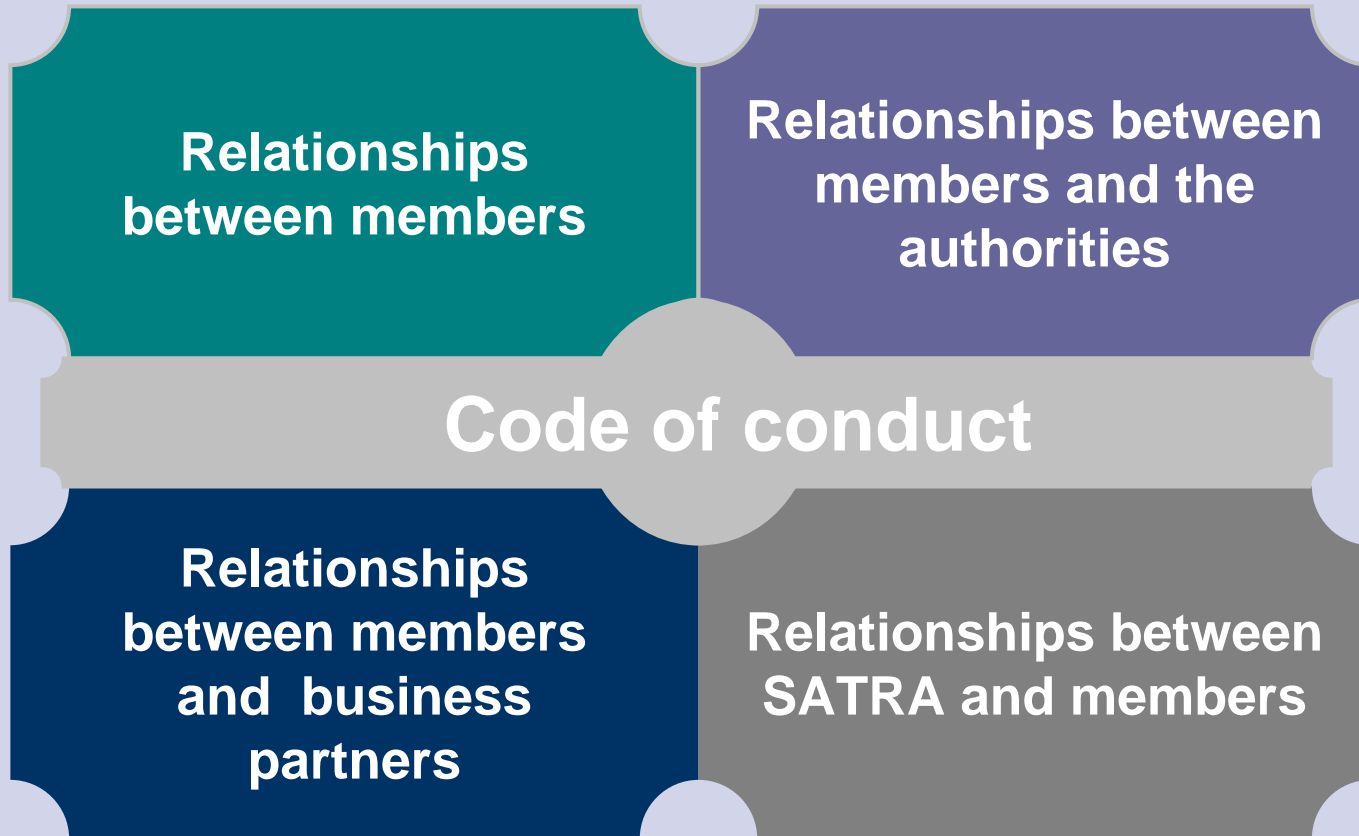 Relationships
between members
Relationships between
members and the
authorities
Code of conduct
Relationships
between members
and  business
partners
Relationships between
SATRA and members